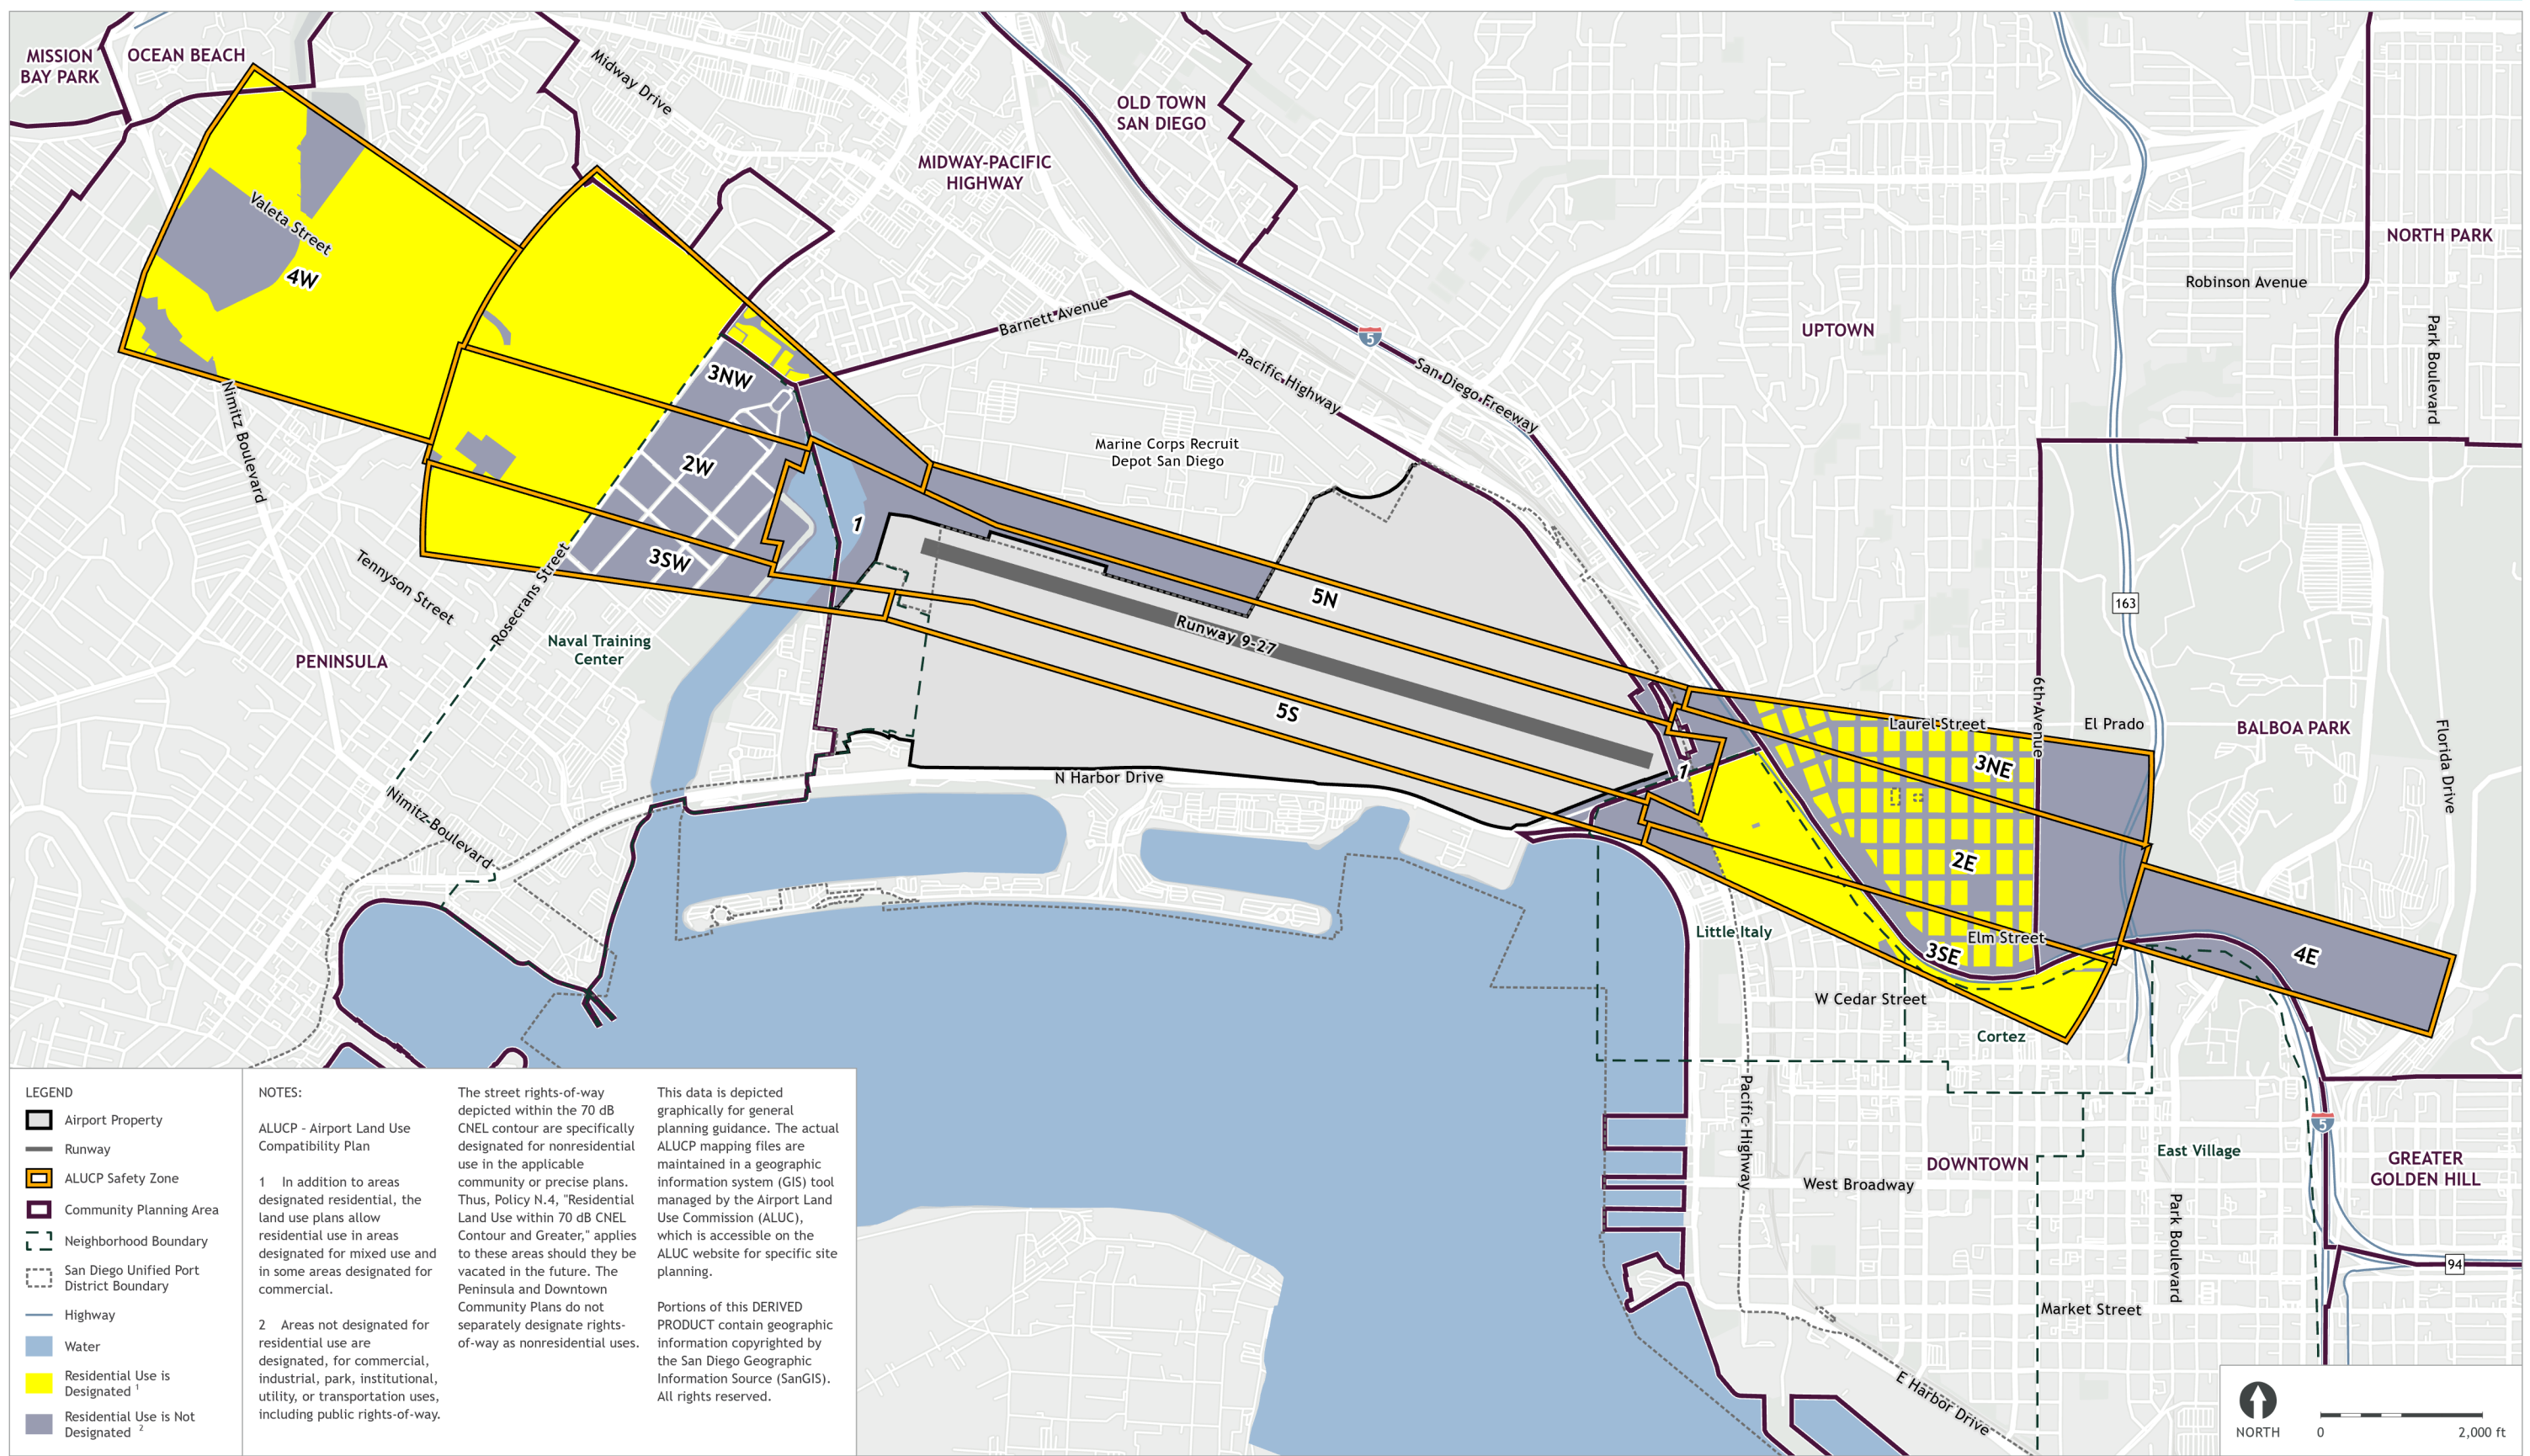 MISSION
BAY PARK
OCEAN BEACH
Midway Drive
OLD TOWN
SAN DIEGO
MIDWAY-PACIFIC
HIGHWAY
NORTH PARK
Valeta Street
4W
Robinson Avenue
Barnett Avenue
5
UPTOWN
Park Boulevard
3NW
Pacific Highway
San Diego Freeway
Nimitz Boulevard
Marine Corps Recruit
Depot San Diego
2W
1
3SW
Tennyson Street
Rosecrans Street
5N
163
Runway 9-27
Naval Training
Center
PENINSULA
5S
6th Avenue
Laurel Street
El Prado
BALBOA PARK
Florida Drive
3NE
1
N Harbor Drive
Nimitz Boulevard
2E
Little Italy
Elm Street
3SE
4E
W Cedar Street
Cortez
Pacific Highway
5
East Village
DOWNTOWN
GREATER
GOLDEN HILL
West Broadway
Park Boulevard
94
Market Street
E Harbor Drive
LEGEND
Airport Property
Runway
ALUCP Safety Zone
Community Planning Area
Neighborhood Boundary
San Diego Unified Port
District Boundary
Highway
Water
Residential Use is
Designated 1
Residential Use is Not
Designated 2
NOTES:
ALUCP - Airport Land Use
Compatibility Plan
1 In addition to areas
designated residential, the
land use plans allow
residential use in areas
designated for mixed use and
in some areas designated for
commercial.
2 Areas not designated for
residential use are
designated, for commercial,
industrial, park, institutional,
utility, or transportation uses,
including public rights-of-way.
The street rights-of-way
depicted within the 70 dB
CNEL contour are specifically
designated for nonresidential
use in the applicable
community or precise plans.
Thus, Policy N.4, "Residential
Land Use within 70 dB CNEL
Contour and Greater," applies
to these areas should they be
vacated in the future. The
Peninsula and Downtown
Community Plans do not
separately designate rights-
of-way as nonresidential uses.
This data is depicted
graphically for general
planning guidance. The actual
ALUCP mapping files are
maintained in a geographic
information system (GIS) tool
managed by the Airport Land
Use Commission (ALUC),
which is accessible on the
ALUC website for specific site
planning.
Portions of this DERIVED
PRODUCT contain geographic
information copyrighted by
the San Diego Geographic
Information Source (SanGIS).
All rights reserved.
NORTH
0
2,000 ft